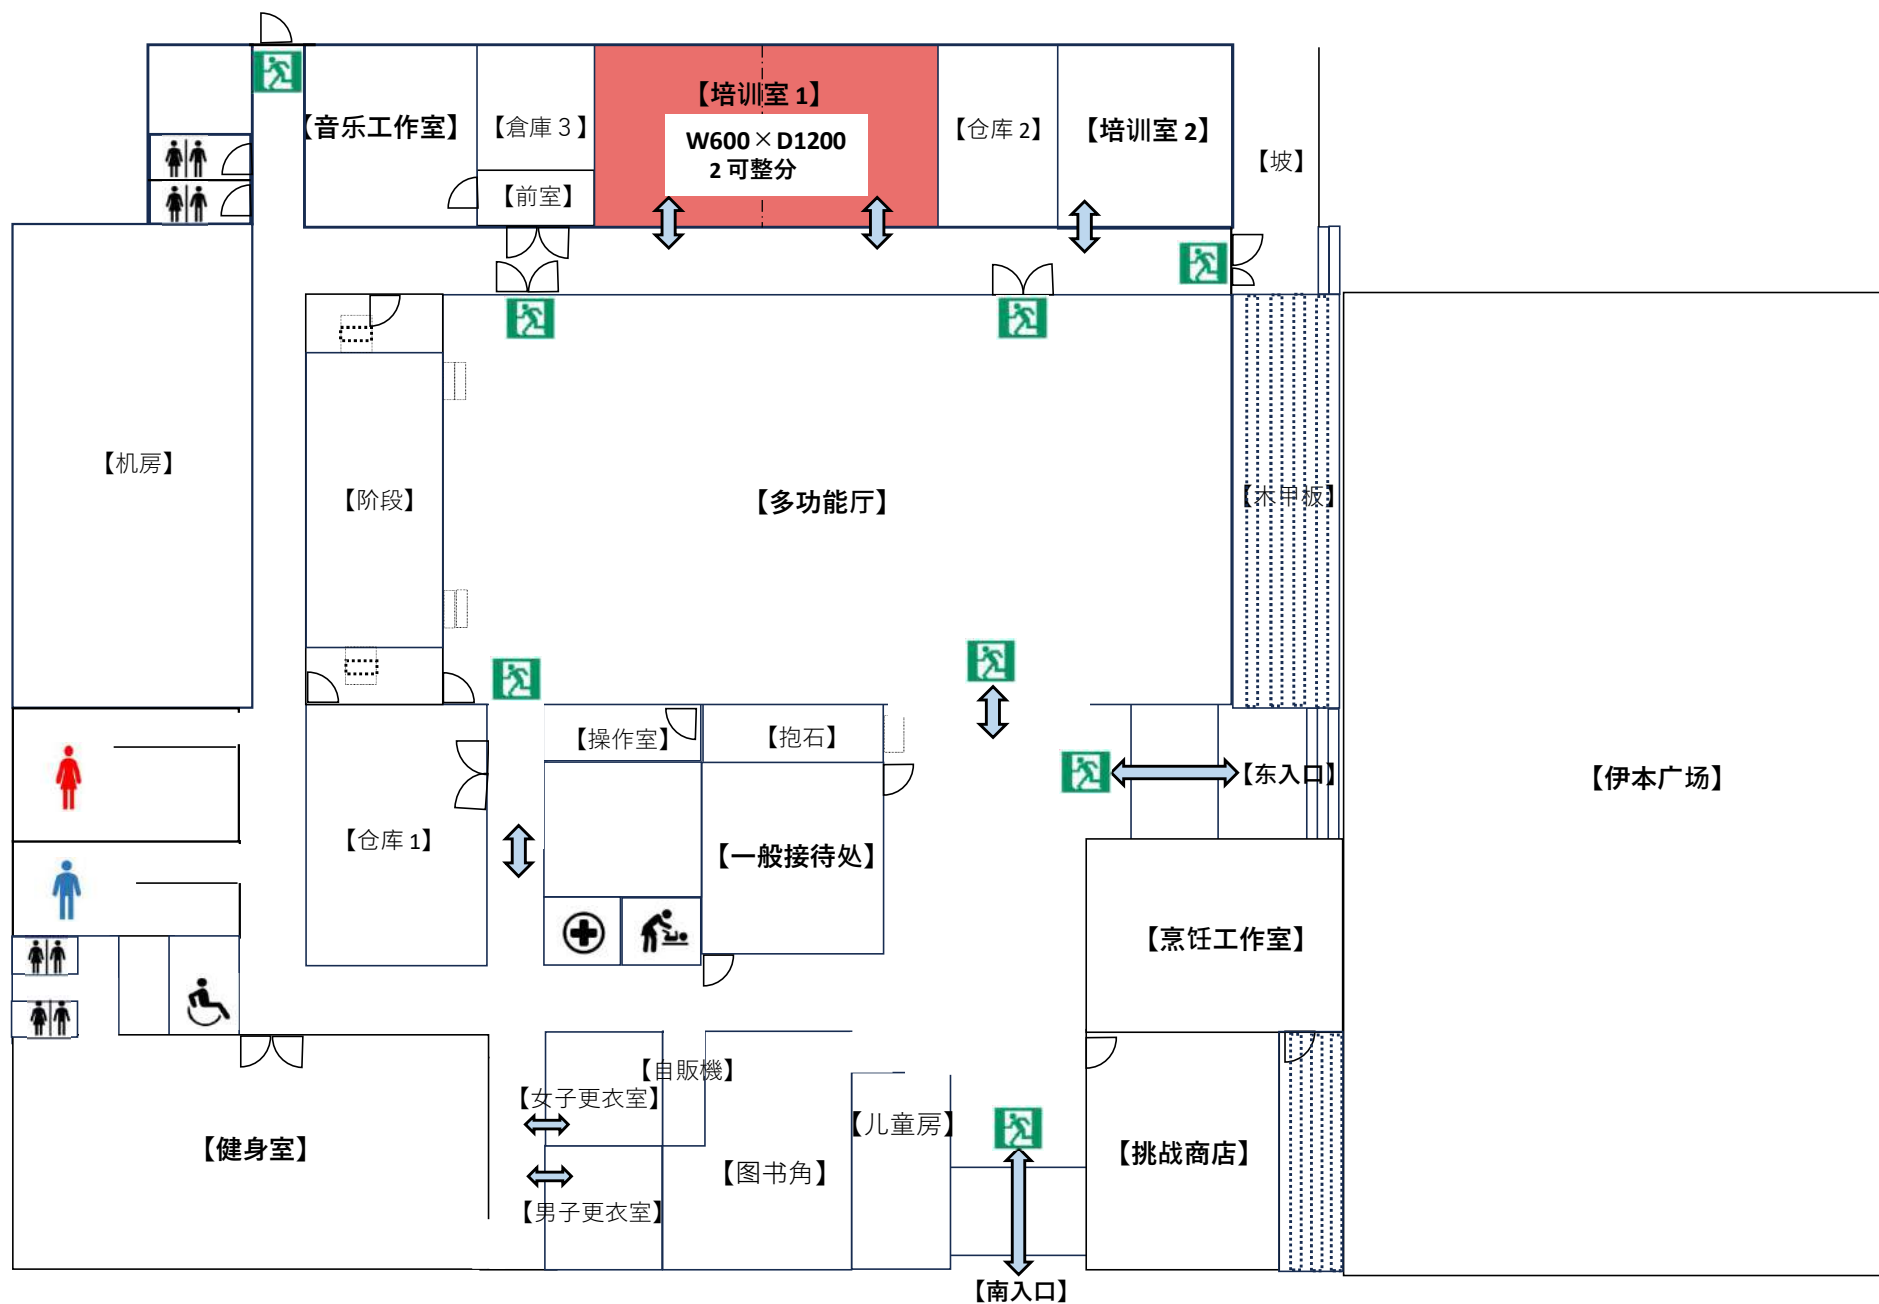 【培训室 1】
【音乐工作室】
【倉庫３】
W600×D1200
2 可整分
【仓库 2】
【培训室 2】
【坡】
【前室】
【机房】
【阶段】
【多功能厅】
【木甲板】
【操作室】
【抱石】
【东入口】
【伊本广场】
【仓库 1】
【一般接待处】
【烹饪工作室】
【自販機】
【女子更衣室】
【儿童房】
【健身室】
【挑战商店】
【图书角】
【男子更衣室】
【南入口】